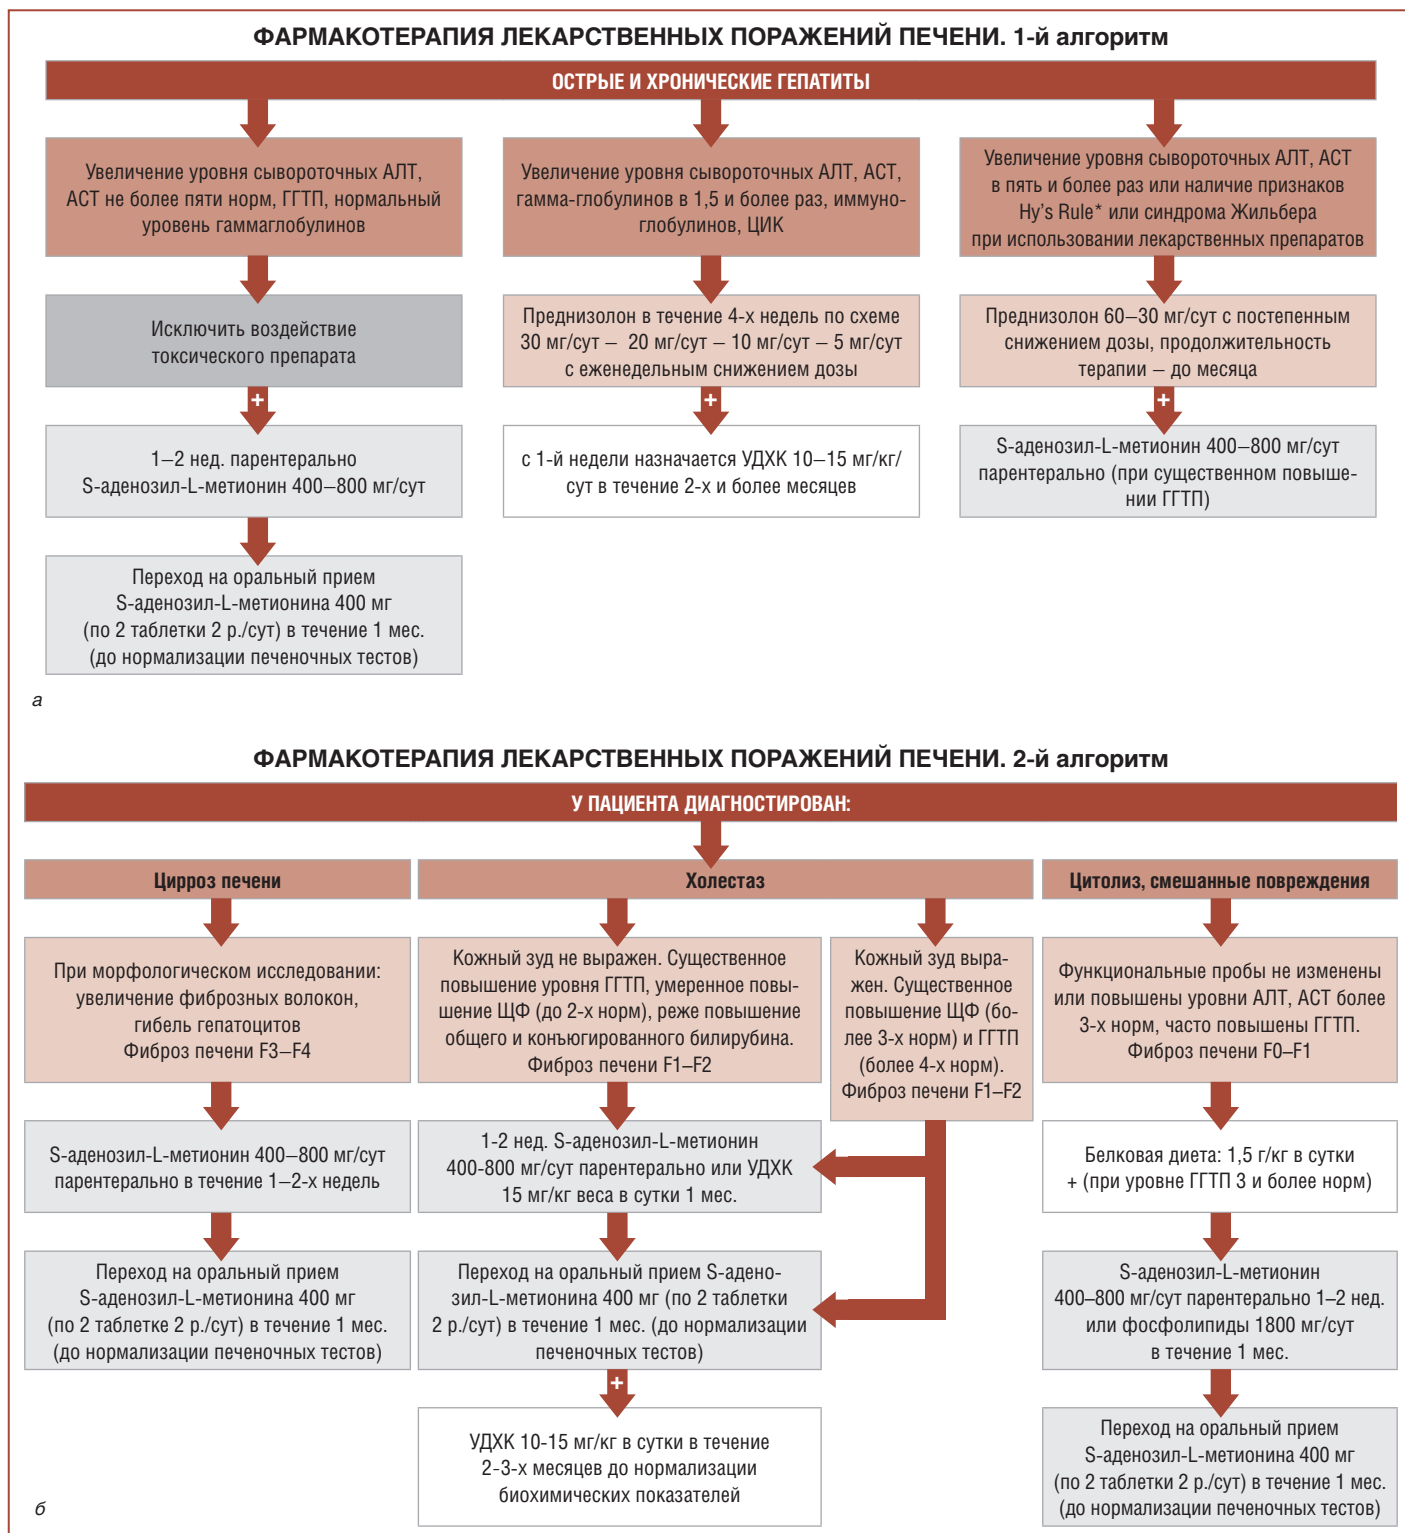 ФАРМАКОТЕРАПИЯ ЛЕКАРСТВЕННЫХ ПОРАЖЕНИЙ ПЕЧЕНИ. 1-й алгоритм
ОСТРЫЕ И ХРОНИЧЕСКИЕ ГЕПАТИТЫ
Увеличение уровня сывороточных АЛТ,
АСТ не более пяти норм, ГГТП, нормальный
уровень гаммаглобулинов
Исключить воздействие
токсического препарата
+
1–2 нед. парентерально
S-аденозил-L-метионин 400–800 мг/сут
Переход на оральный прием
S-аденозил-L-метионина 400 мг
(по 2 таблетки 2 р./сут) в течение 1 мес.
(до нормализации печеночных тестов)
Увеличение уровня сывороточных АЛТ, АСТ,
гамма-глобулинов в 1,5 и более раз, иммуно-
глобулинов, ЦИК
Преднизолон в течение 4-х недель по схеме
30 мг/сут – 20 мг/сут – 10 мг/сут – 5 мг/сут
с еженедельным снижением дозы
+
с 1-й недели назначается УДХК 10–15 мг/кг/
сут в течение 2-х и более месяцев
Увеличение уровня сывороточных АЛТ, АСТ
в пять и более раз или наличие признаков
Hy's Rule* или синдрома Жильбера
при использовании лекарственных препаратов
Преднизолон 60–30 мг/сут с постепенным
снижением дозы, продолжительность
терапии – до месяца
+
S-аденозил-L-метионин 400–800 мг/сут
парентерально (при существенном повыше-
нии ГГТП)
а
ФАРМАКОТЕРАПИЯ ЛЕКАРСТВЕННЫХ ПОРАЖЕНИЙ ПЕЧЕНИ. 2-й алгоритм
У ПАЦИЕНТА ДИАГНОСТИРОВАН:
Цирроз печени
При морфологическом исследовании:
увеличение фиброзных волокон,
гибель гепатоцитов
Фиброз печени F3–F4
S-аденозил-L-метионин 400–800 мг/сут
парентерально в течение 1–2-х недель
Переход на оральный прием
S-аденозил-L-метионина 400 мг
(по 2 таблетке 2 р./сут) в течение 1 мес.
(до нормализации печеночных тестов)
Холестаз
Кожный зуд не выражен. Существенное
повышение уровня ГГТП, умеренное повы-
шение ЩФ (до 2-х норм), реже повышение
общего и конъюгированного билирубина.
Фиброз печени F1–F2
1-2 нед. S-аденозил-L-метионин
400-800 мг/сут парентерально или УДХК
15 мг/кг веса в сутки 1 мес.
Переход на оральный прием S-адено-
зил-L-метионина 400 мг (по 2 таблетки
2 р./сут) в течение 1 мес. (до нормализации
печеночных тестов)
+
УДХК 10-15 мг/кг в сутки в течение
2-3-х месяцев до нормализации
биохимических показателей
Кожный зуд выра-
жен. Существенное
повышение ЩФ (бо-
лее 3-х норм) и ГГТП
(более 4-х норм).
Фиброз печени F1–F2
Цитолиз, смешанные повреждения
Функциональные пробы не изменены
или повышены уровни АЛТ, АСТ более
3-х норм, часто повышены ГГТП.
Фиброз печени F0–F1
Белковая диета: 1,5 г/кг в сутки
+ (при уровне ГГТП 3 и более норм)
S-аденозил-L-метионин
400–800 мг/сут парентерально 1–2 нед.
или фосфолипиды 1800 мг/сут
в течение 1 мес.
Переход на оральный прием
S-аденозил-L-метионина 400 мг
(по 2 таблетки 2 р./сут) в течение 1 мес.
(до нормализации печеночных тестов)
б